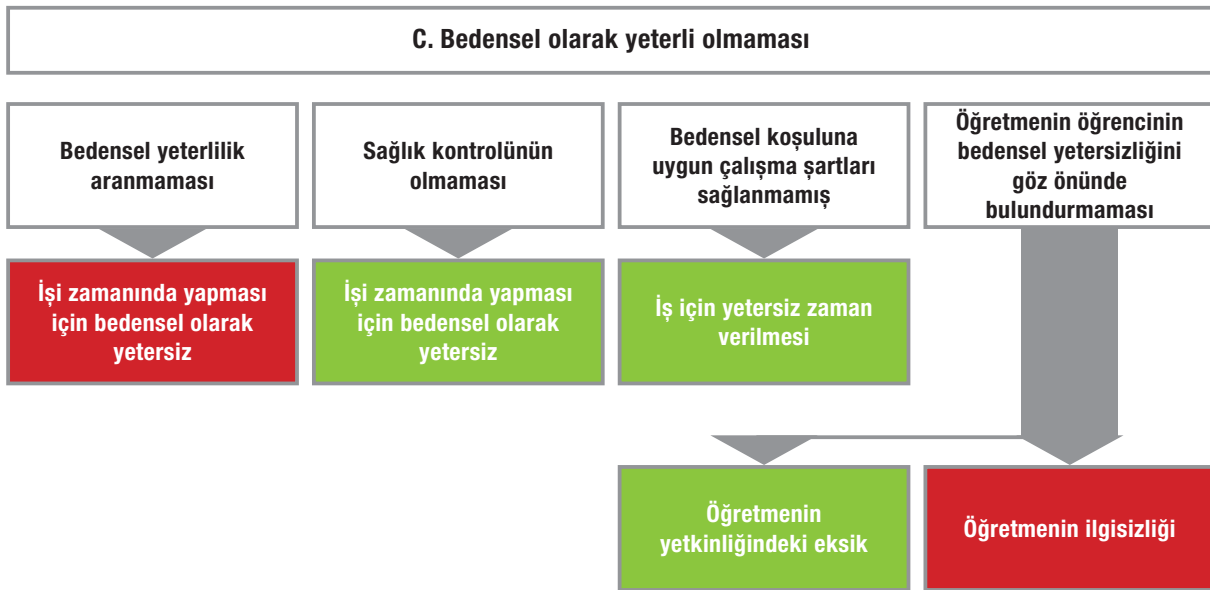 C. Bedensel olarak yeterli olmaması
Bedensel yeterlilik
aranmaması
Sağlık kontrolünün
olmaması
Bedensel koşuluna
uygun çalışma şartları
sağlanmamış
Öğretmenin öğrencinin
bedensel yetersizliğini
göz önünde
bulundurmaması
İşi zamanında yapması
için bedensel olarak
yetersiz
İşi zamanında yapması
için bedensel olarak
yetersiz
İş için yetersiz zaman
verilmesi
Öğretmenin
yetkinliğindeki eksik
Öğretmenin ilgisizliği